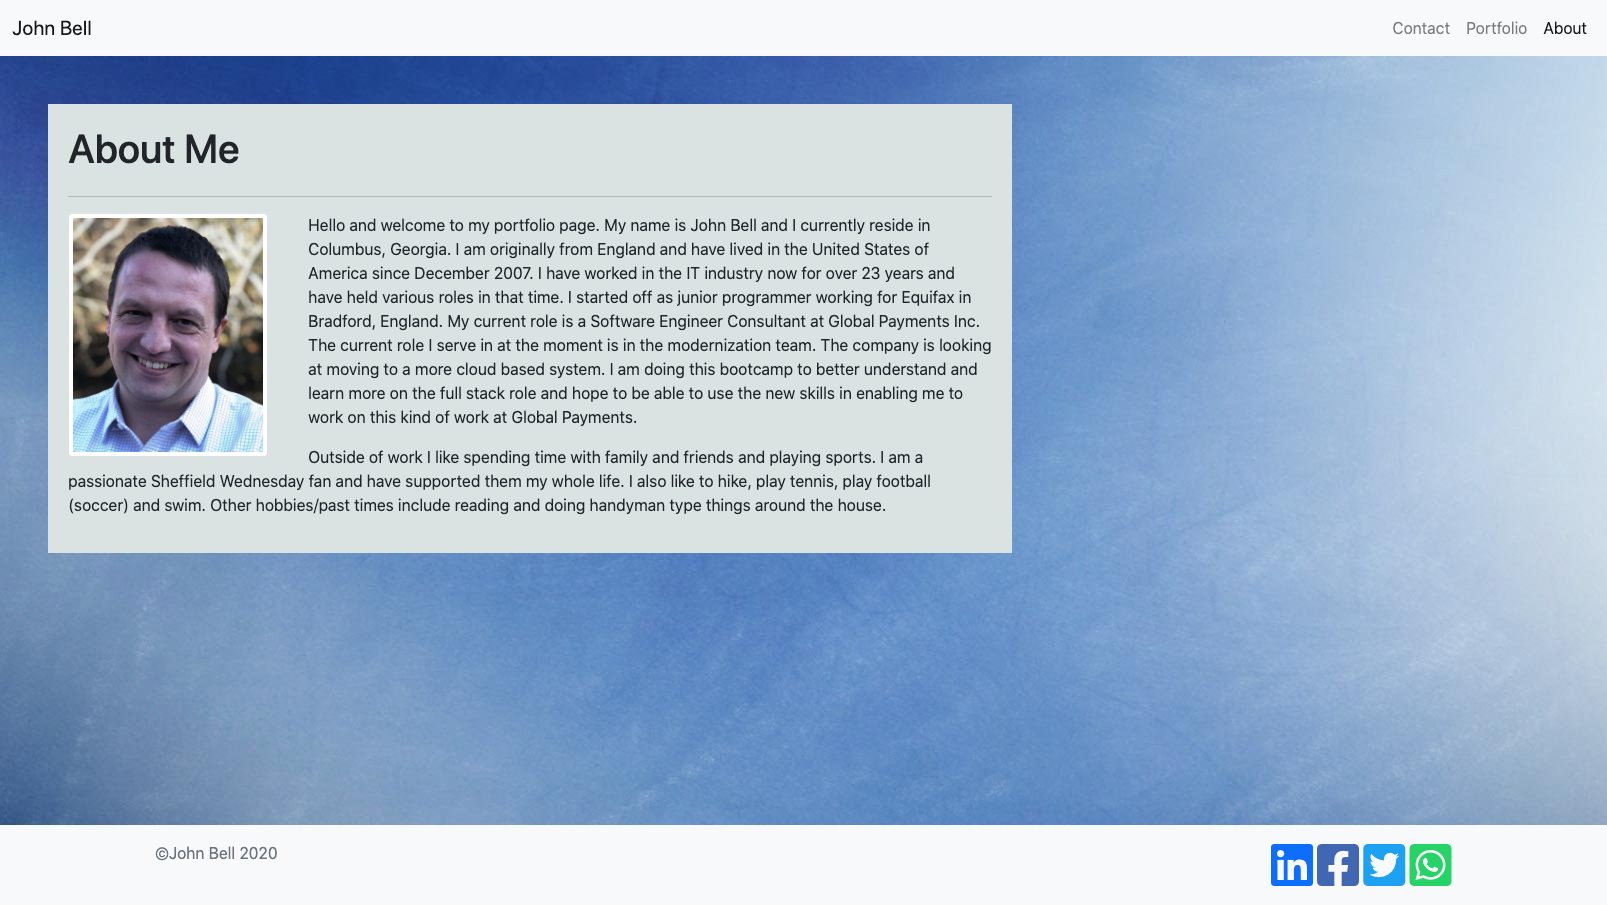 John Bell
Contact Portfolio About
About Me
Hello and welcome to my portfolio page. My name is John Bell and I currently reside in
Columbus, Georgia. I am originally from England and have lived in the United States of
America since December 2007. I have worked in the IT industry now for over 23 years and
have held various roles in that time. I started off as junior programmer working for Equifax in
Bradford, England. My current role is a Software Engineer Consultant at Global Payments Inc.
The current role I serve in at the moment is in the modernization team. The company is looking
at moving to a more cloud based system. I am doing this bootcamp to better understand and
learn more on the full stack role and hope to be able to use the new skills in enabling me to
work on this kind of work at Global Payments.
Outside of work I like spending time with family and friends and playing sports. I am a
passionate Sheffield Wednesday fan and have supported them my whole life. I also like to hike, play tennis, play football
(soccer) and swim. Other hobbies/past times include reading and doing handyman type things around the house.
©John Bell 2020
in